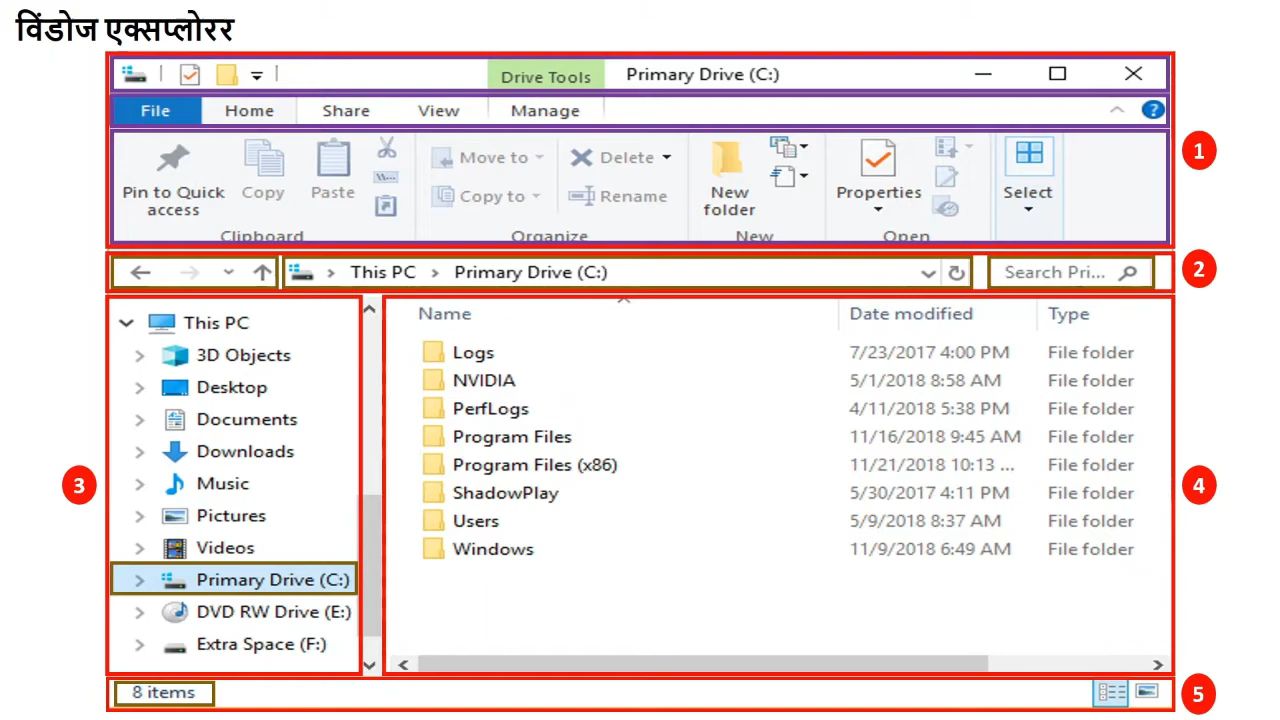 विंडोज एक्सप्लोरर
Drive Tools Primary Drive (C:)
File Home Share View Manage ?
1
Pin to Quick access Copy Paste Move to Copy to Delete Rename New folder Properties Select
Clipboard Organize New Open
This PC > Primary Drive (C:) Search Pri... 2
This PC
3D Objects
Desktop
Documents
Downloads
Music
3
Pictures
Videos
Primary Drive (C:)
DVD RW Drive (E:)
Extra Space (F:)
Name Date modified Type
Logs 7/23/2017 4:00 PM File folder
NVIDIA 5/1/2018 8:58 AM File folder
PerfLogs 4/11/2018 5:38 PM File folder
Program Files 11/16/2018 9:45 AM File folder
Program Files (x86) 11/21/2018 10:13 ... File folder
4
ShadowPlay 5/30/2017 4:11 PM File folder
Users 5/9/2018 8:37 AM File folder
Windows 11/9/2018 6:49 AM File folder
8 items 5